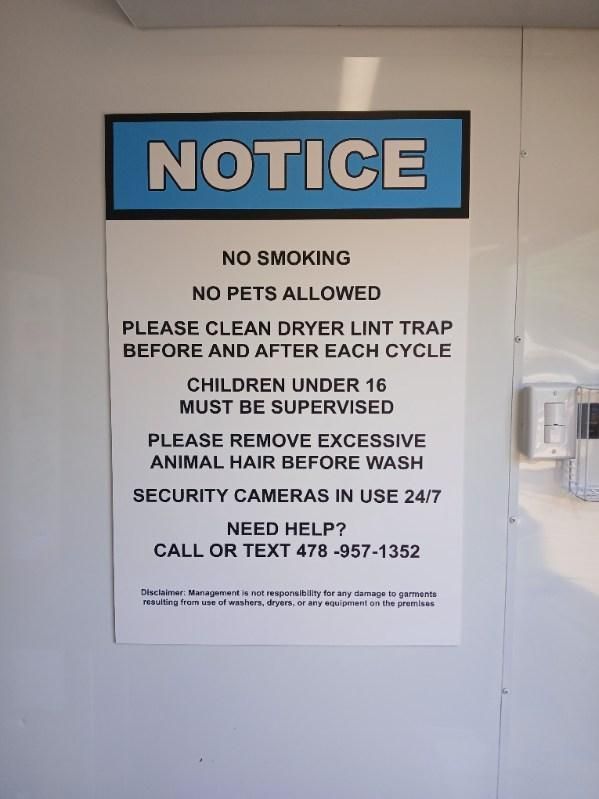 NOTICE
NO SMOKING
NO PETS ALLOWED
PLEASE CLEAN DRYER LINT TRAP
BEFORE AND AFTER EACH CYCLE
CHILDREN UNDER 16
MUST BE SUPERVISED
PLEASE REMOVE EXCESSIVE
ANIMAL HAIR BEFORE WASH
SECURITY CAMERAS IN USE 24/7
NEED HELP?
CALL OR TEXT 478 -957-1352
Disclaimer: Management is not responsibility for any damage to garments
resulting from use of washers, dryers, or any equipment on the premises